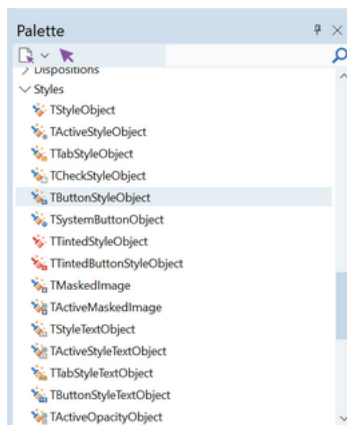 Palette
Dispositions
Styles
TStyleObject
TActiveStyleObject
TTabStyleObject
TCheckStyleObject
TButtonStyleObject
TSystemButtonObject
TTintedStyleObject
TTintedButtonStyleObject
TMaskedImage
TActiveMaskedImage
TStyleTextObject
TActiveStyleTextObject
TTabStyleTextObject
TButtonStyleTextObject
TActiveOpacityObject